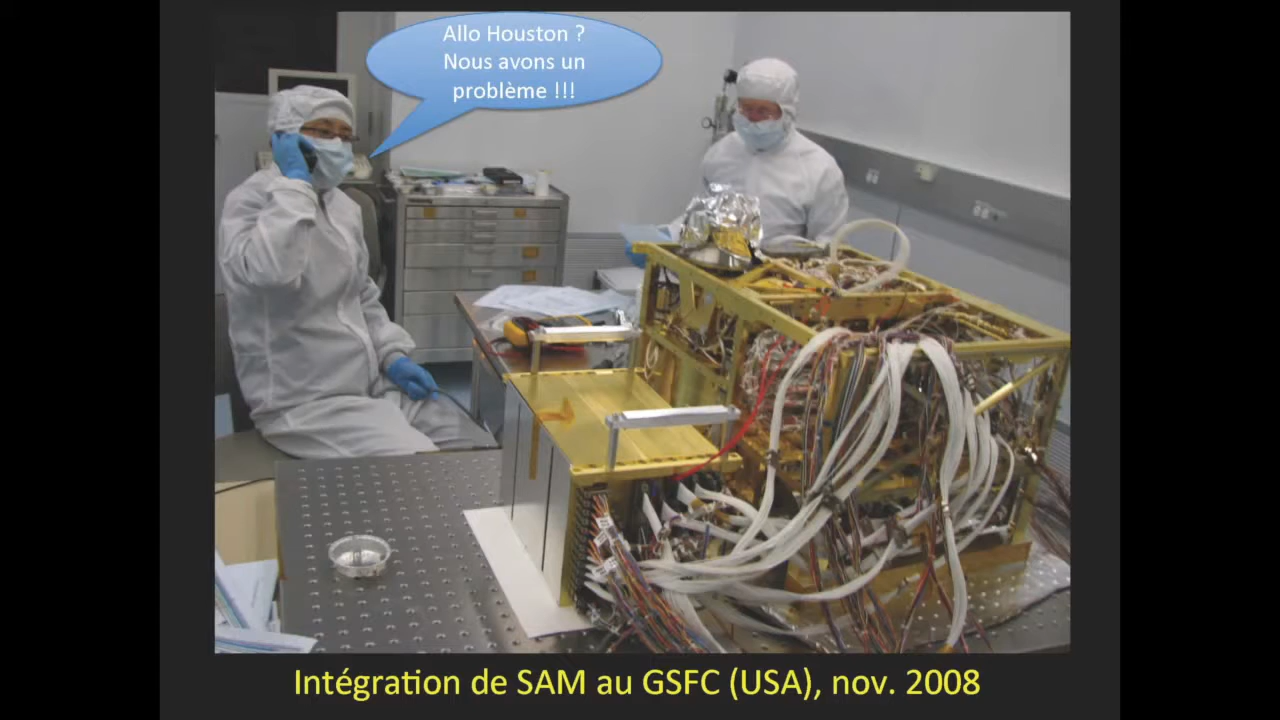 Allo Houston ?
Nous avons un
problème !!!
Intégration de SAM au GSFC (USA), nov. 2008